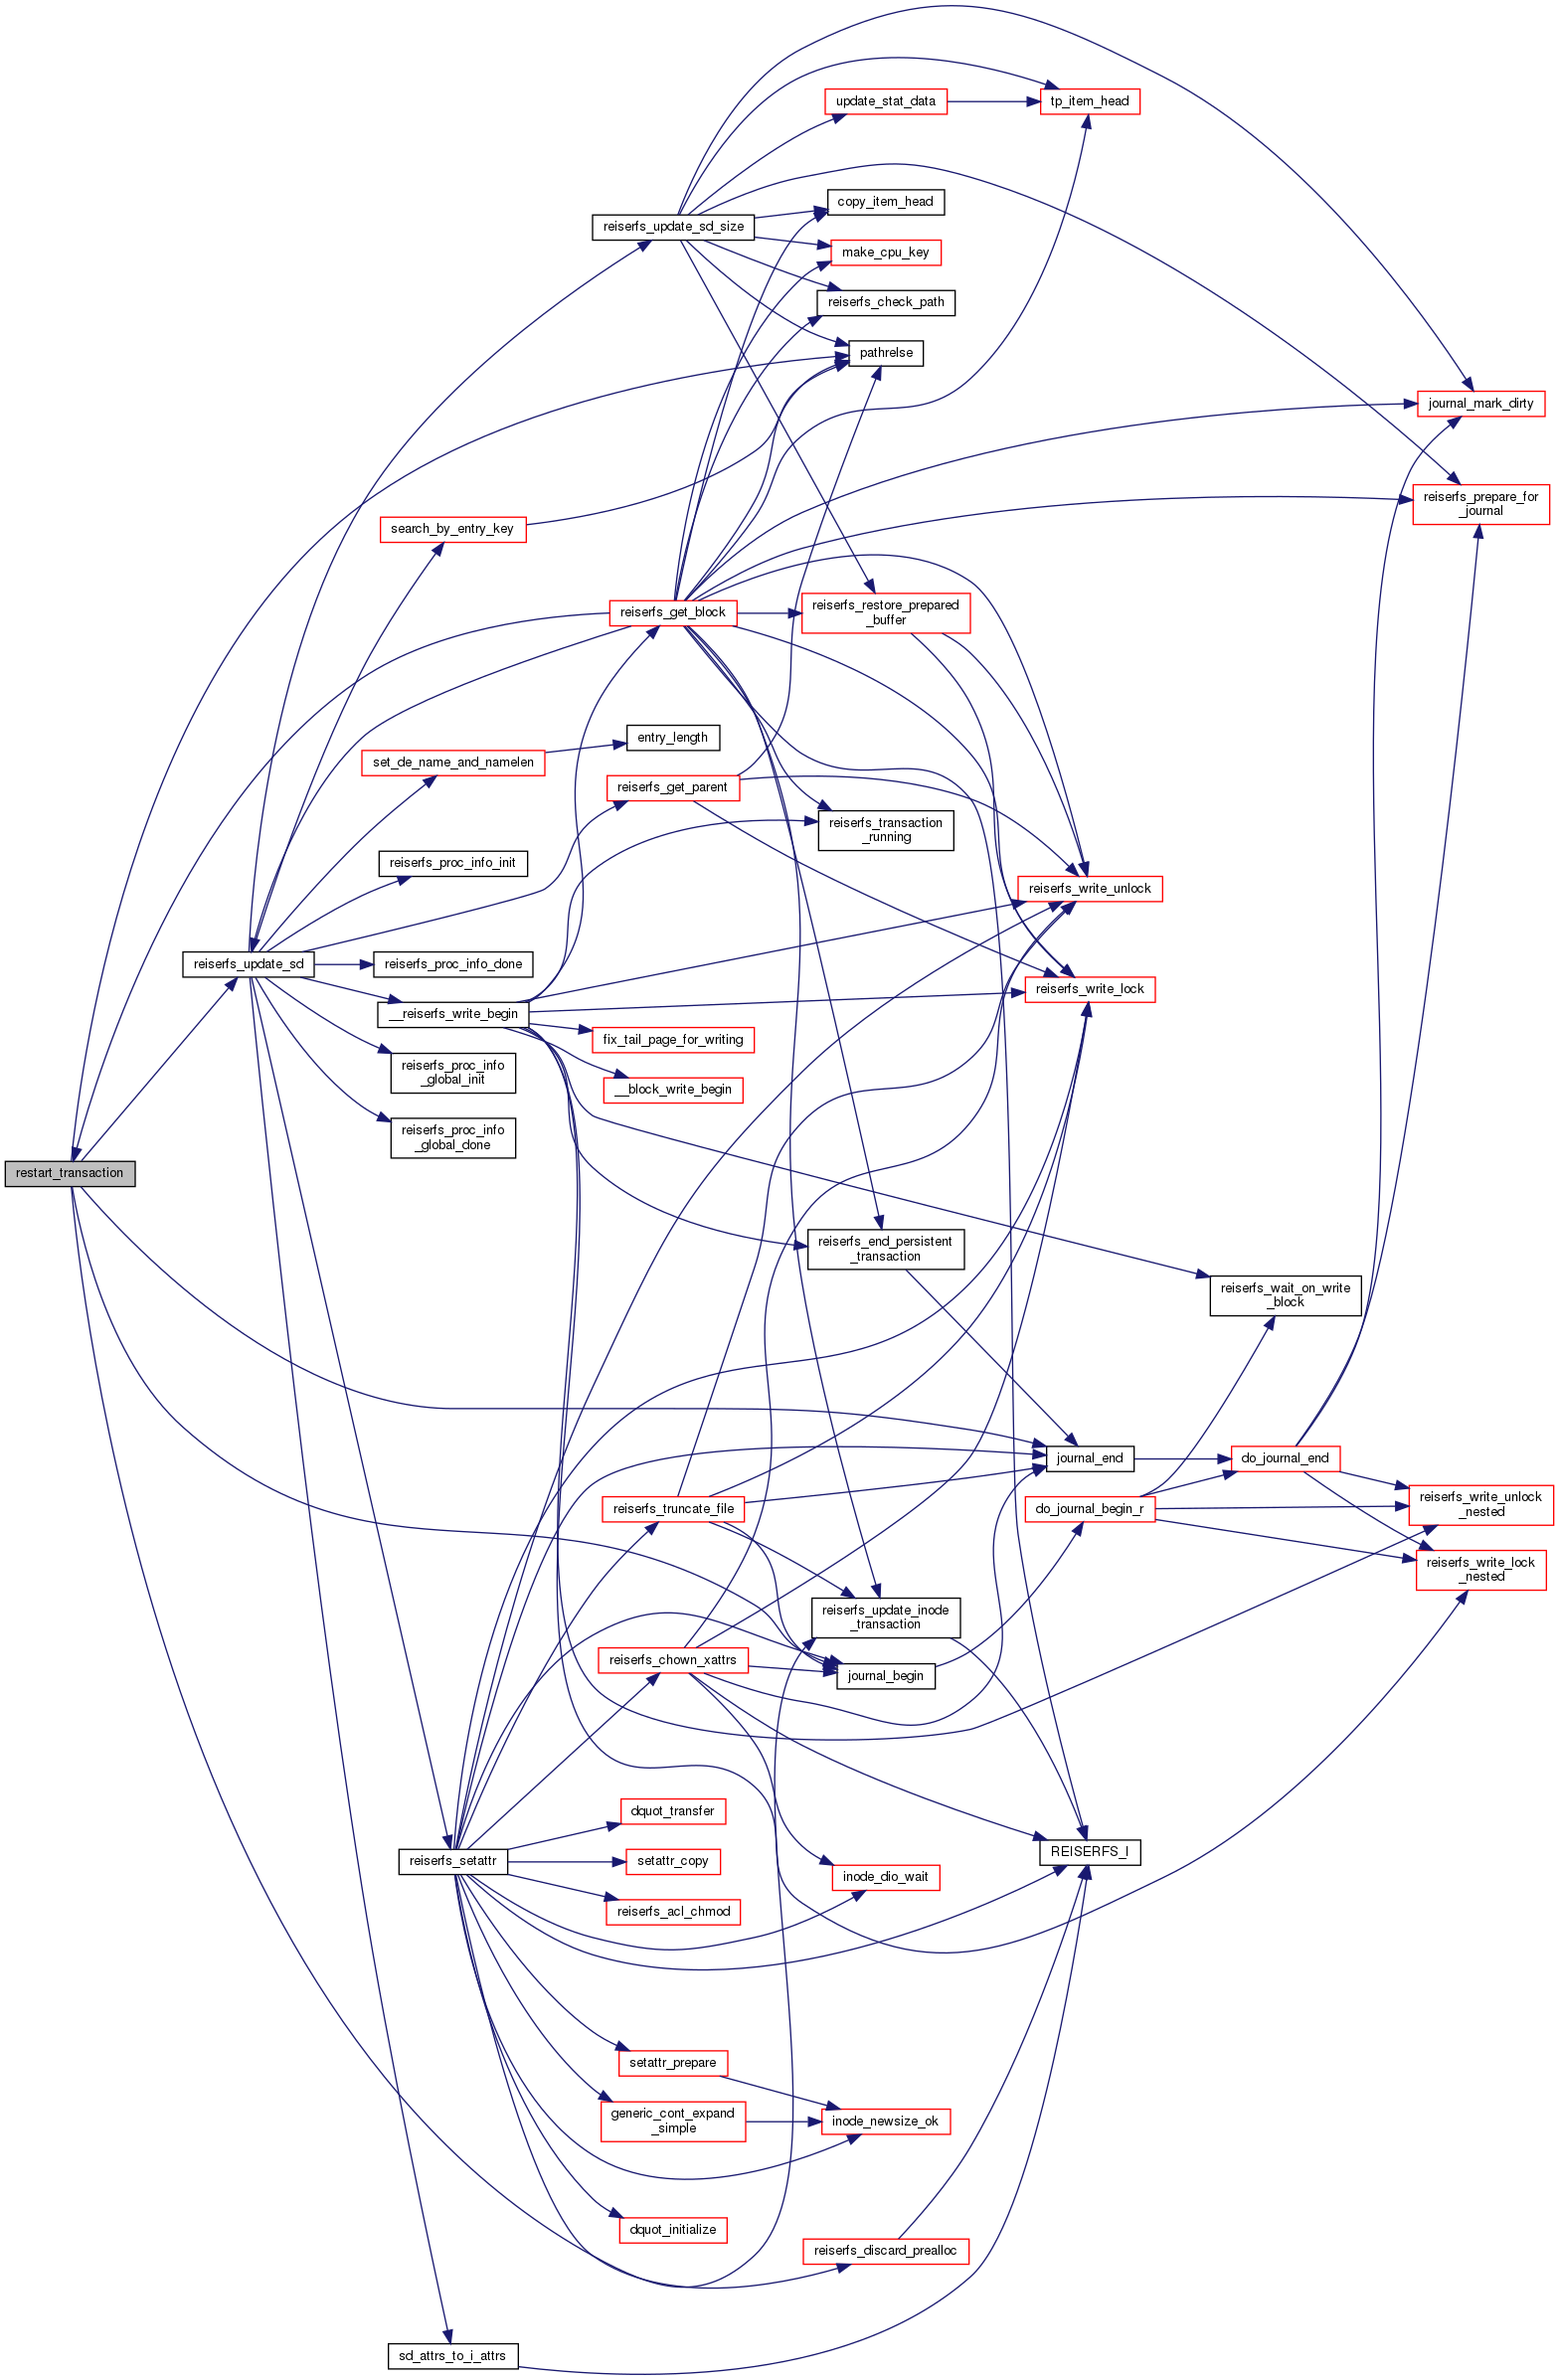 update_stat_data
tp_item_head
copy_item_head
reiserfs_update_sd_size
make_cpu_key
reiserfs_check_path
pathrelse
journal_mark_dirty
reiserfs_prepare_for
_journal
search_by_entry_key
reiserfs_get_block
reiserfs_restore_prepared
_buffer
entry_length
set_de_name_and_namelen
reiserfs_get_parent
reiserfs_transaction
_running
reiserfs_proc_info_init
reiserfs_write_unlock
reiserfs_update_sd
reiserfs_proc_info_done
reiserfs_write_lock
__reiserfs_write_begin
fix_tail_page_for_writing
reiserfs_proc_info
_global_init
__block_write_begin
reiserfs_proc_info
_global_done
restart_transaction
reiserfs_end_persistent
_transaction
reiserfs_wait_on_write
_block
journal_end
do_journal_end
reiserfs_truncate_file
do_journal_begin_r
reiserfs_write_unlock
_nested
reiserfs_write_lock
_nested
reiserfs_update_inode
_transaction
reiserfs_chown_xattrs
journal_begin
dquot_transfer
reiserfs_setattr
setattr_copy
REISERFS_I
inode_dio_wait
reiserfs_acl_chmod
setattr_prepare
generic_cont_expand
_simple
inode_newsize_ok
dquot_initialize
reiserfs_discard_prealloc
sd_attrs_to_i_attrs